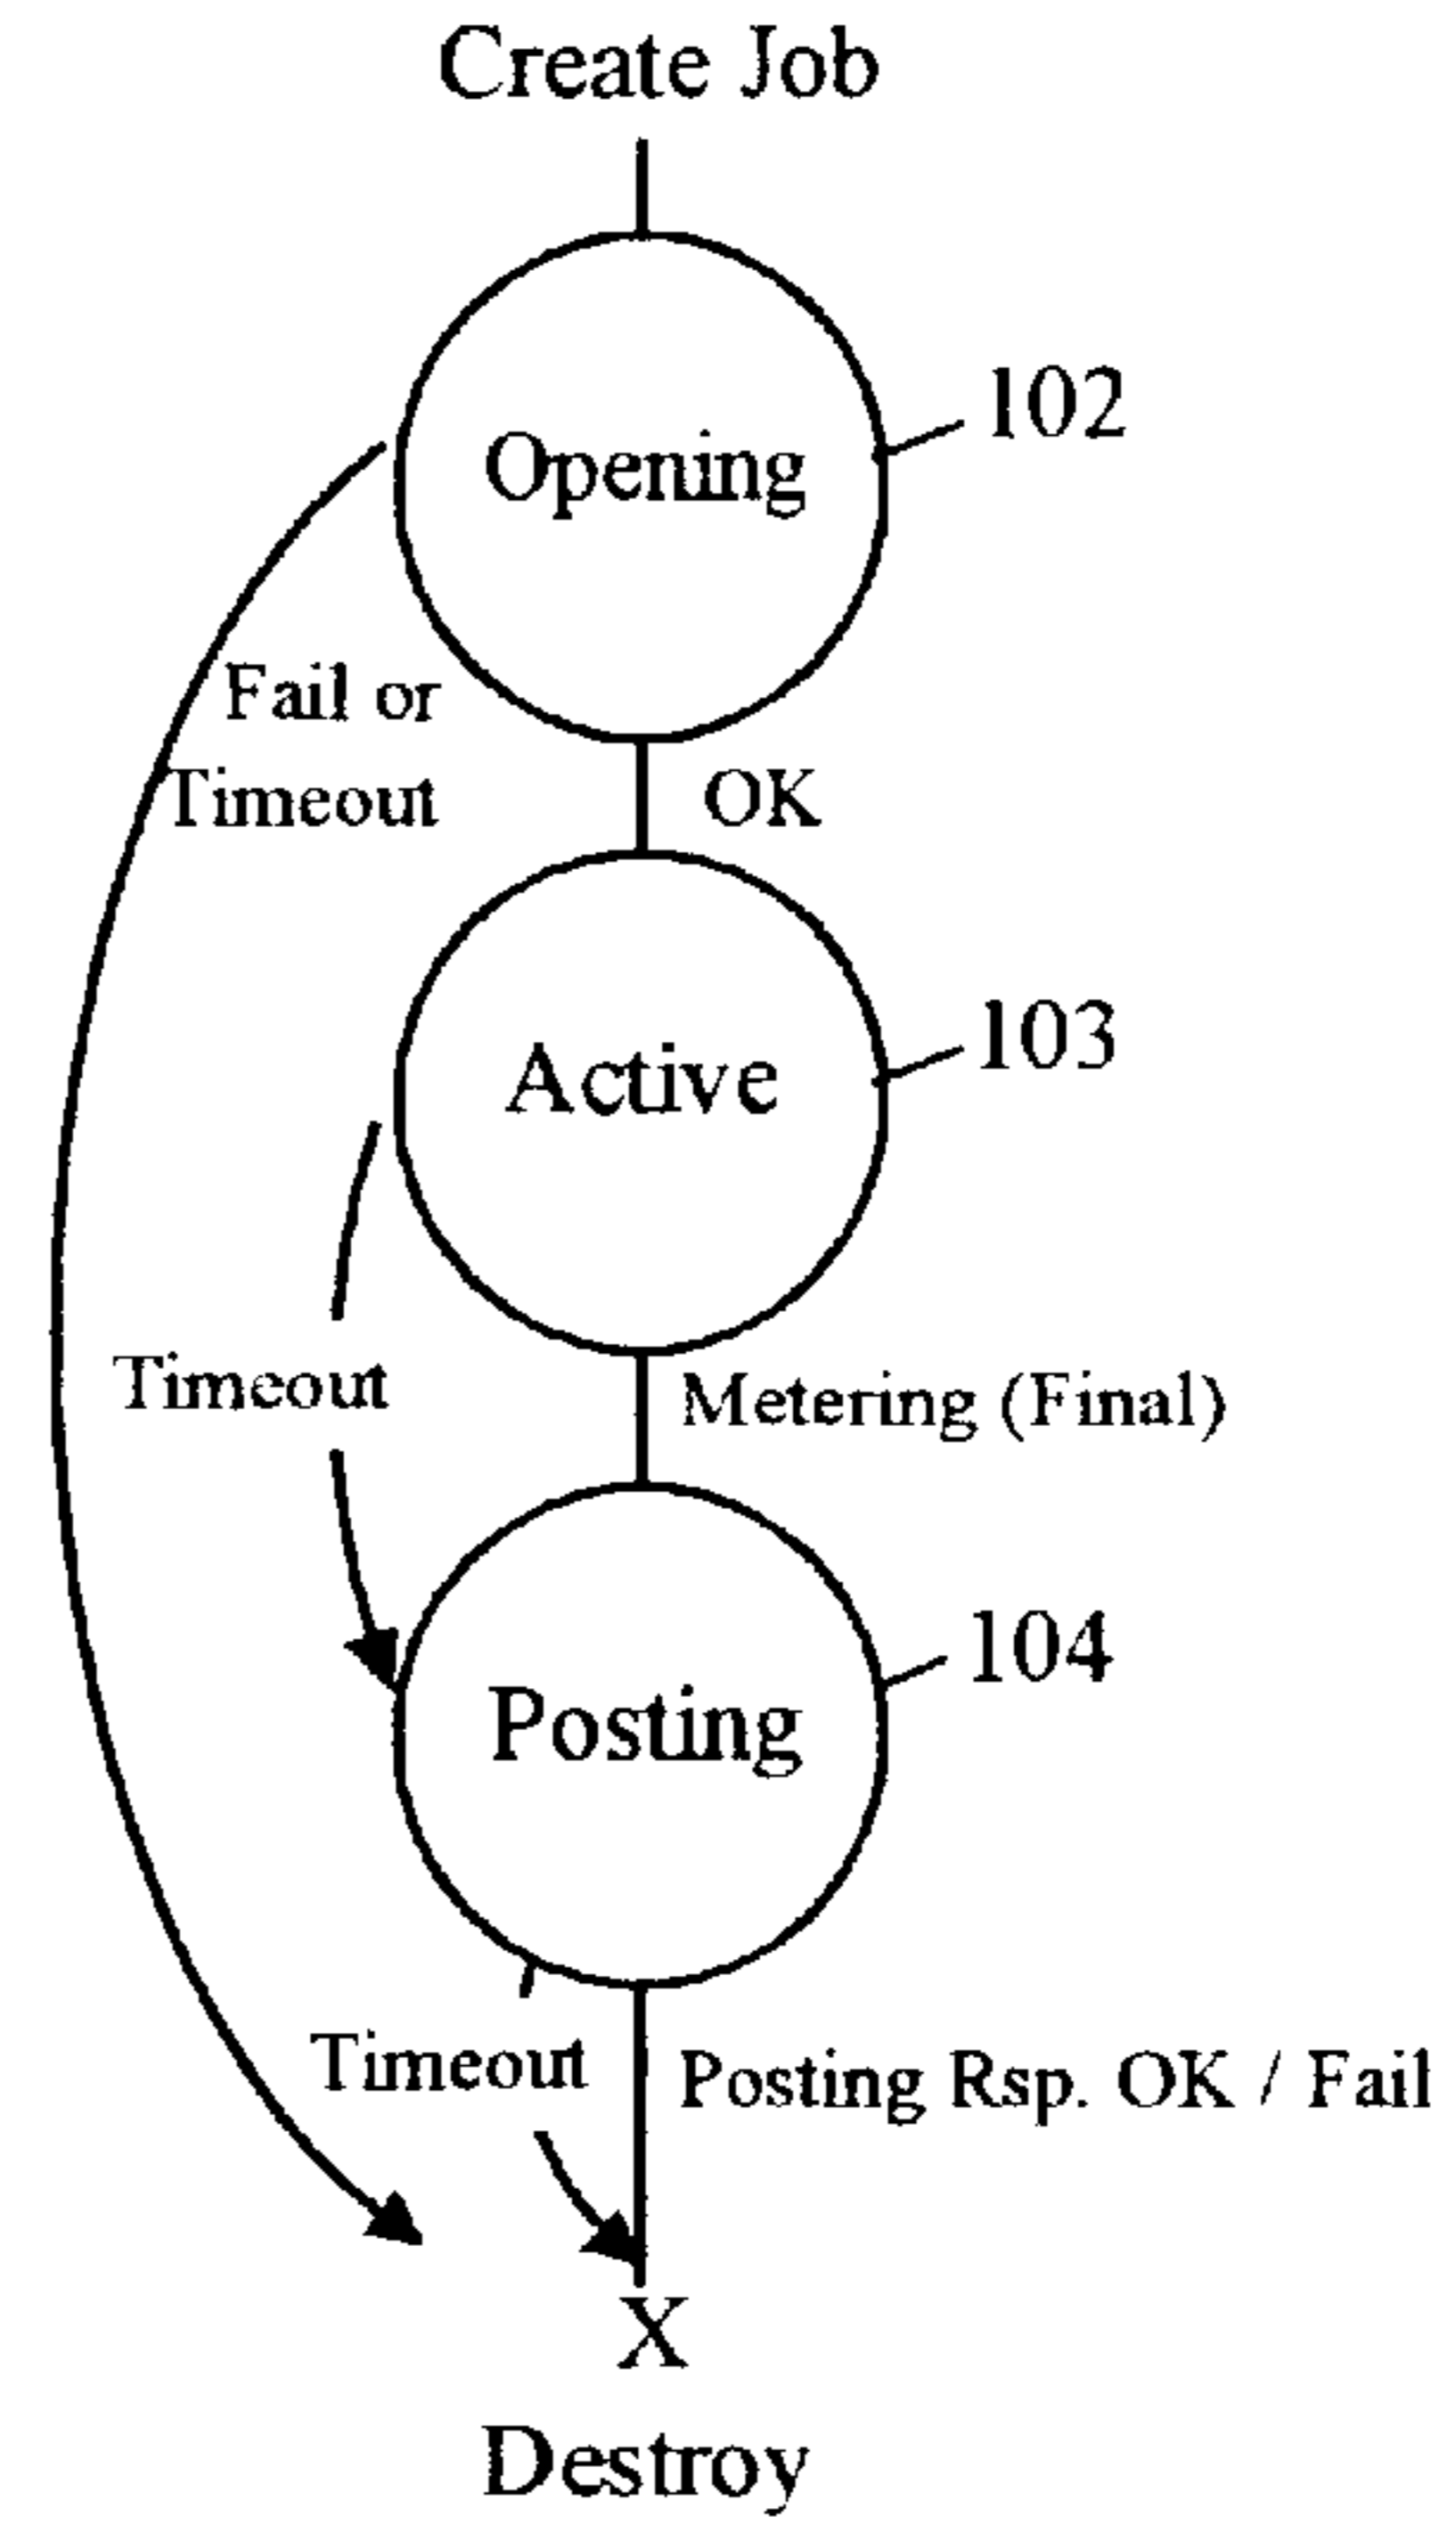 Create Job
Opening
102
Fail or
Timeout
OK
Active
103
Timeout
Metering (Final)
Posting
104
Timeout
Posting Rsp. OK / Fail
X
Destroy